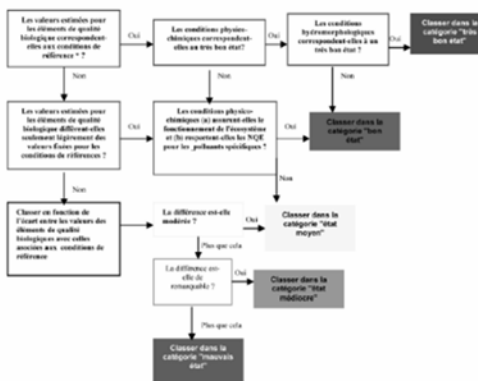 Les valeurs estimées pour
les éléments de qualité
biologique correspondent-
elles aux conditions de
référence * ?
Oui
Les conditions physico-
chimiques correspondent-
elles au très bon état?
Oui
Les conditions
hydromorphologiques
correspondent-elles à un
très bon état ?
Oui
Classer dans la
catégorie "très
bon état"
Non
Non
Non
Les valeurs estimées pour
les éléments de qualité
biologique diffèrent-elles
seulement légèrement des
valeurs fixées pour les
conditions de références ?
Oui
Les conditions physico-
chimiques (a) assurent-elles le
fonctionnement de l'écosystème
et (b) respectent elles les NQE
pour les polluants spécifiques ?
Oui
Classer dans la
catégorie "bon
état"
Non
Non
Classer en fonction de
l'écart entre les valeurs des
éléments de qualité
biologiques avec celles
associées aux conditions de
référence
La différence est-elle
modérée ?
Oui
Classer dans la
catégorie "état
moyen"
Plus que cela
La différence est-
elle de
remarquable ?
Oui
Classer dans la
catégorie "état
médiocre"
Plus que cela
Classer dans la
catégorie "mauvais
état"